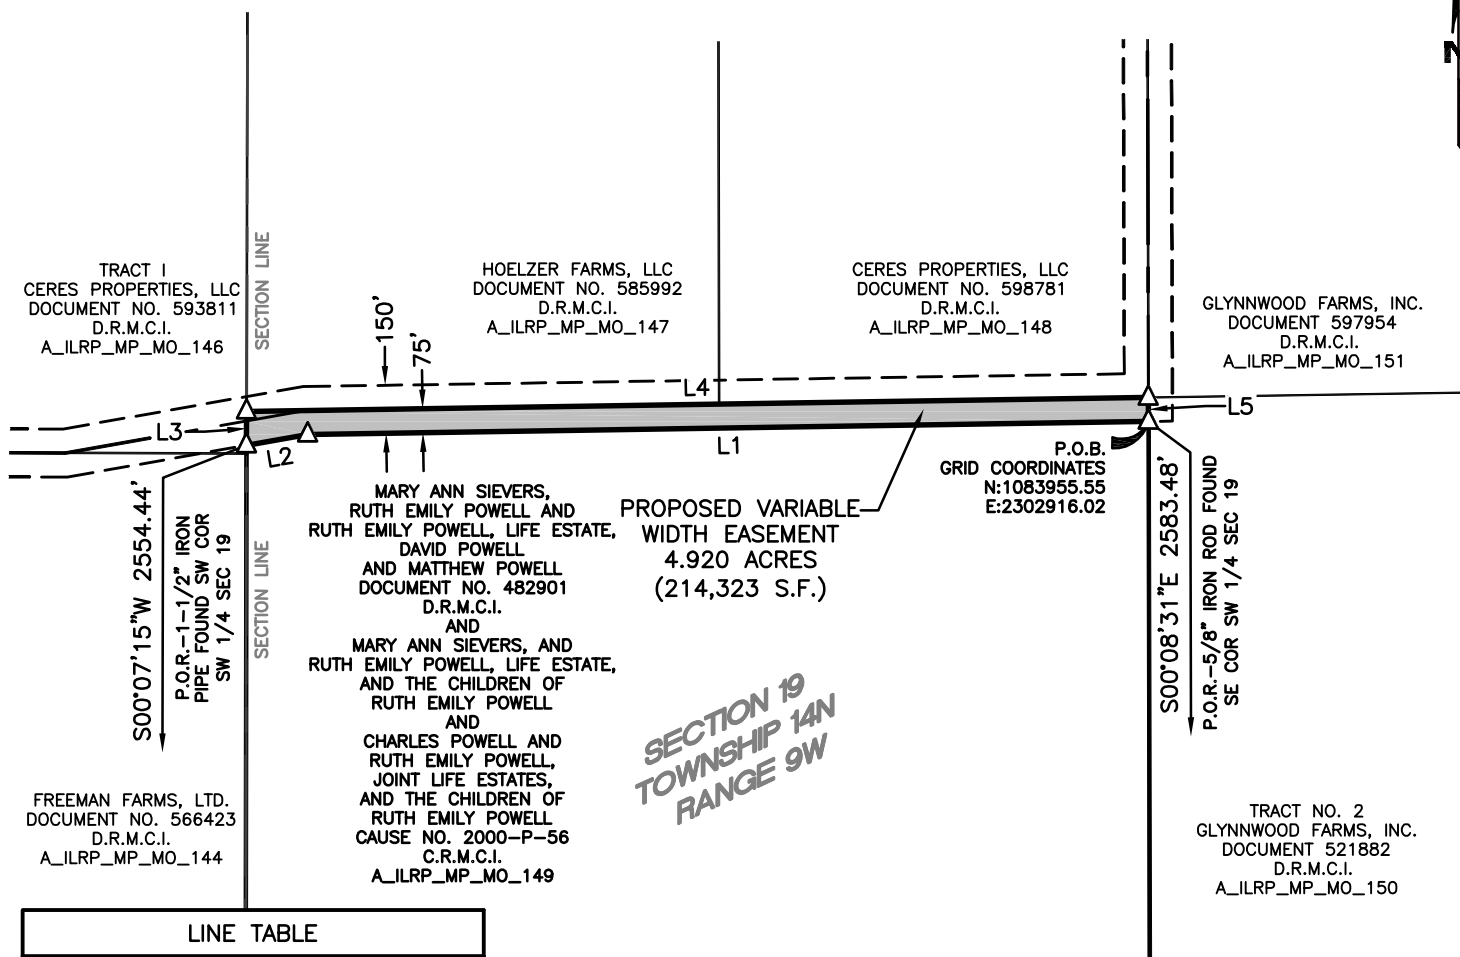 N
TRACT I
CERES PROPERTIES, LLC
DOCUMENT NO. 593811
D.R.M.C.I.
A_ILRP_MP_MO_146
SECTION LINE
HOELZER FARMS, LLC
DOCUMENT NO. 585992
D.R.M.C.I.
A_ILRP_MP_MO_147
CERES PROPERTIES, LLC
DOCUMENT NO. 598781
D.R.M.C.I.
A_ILRP_MP_MO_148
GLYNNWOOD FARMS, INC.
DOCUMENT 597954
D.R.M.C.I.
A_ILRP_MP_MO_151
150'
75'
L4
L5
L3
L2
L1
P.O.B.
GRID COORDINATES
N:1083955.55
E:2302916.02
S00°07'15"W 2554.44'
P.O.R.-1-1/2" IRON
PIPE FOUND SW COR
SW 1/4 SEC 19
SECTION LINE
MARY ANN SIEVERS,
RUTH EMILY POWELL AND
RUTH EMILY POWELL, LIFE ESTATE,
DAVID POWELL
AND MATTHEW POWELL
DOCUMENT NO. 482901
D.R.M.C.I.
AND
MARY ANN SIEVERS, AND
RUTH EMILY POWELL, LIFE ESTATE,
AND THE CHILDREN OF
RUTH EMILY POWELL
AND
CHARLES POWELL AND
RUTH EMILY POWELL,
JOINT LIFE ESTATES,
AND THE CHILDREN OF
RUTH EMILY POWELL
CAUSE NO. 2000-P-56
C.R.M.C.I.
A_ILRP_MP_MO_149
PROPOSED VARIABLE
WIDTH EASEMENT
4.920 ACRES
(214,323 S.F.)
S00°08'31"E 2583.48'
P.O.R.-5/8" IRON ROD FOUND
SE COR SW 1/4 SEC 19
SECTION 19
TOWNSHIP 14N
RANGE 9W
FREEMAN FARMS, LTD.
DOCUMENT NO. 566423
D.R.M.C.I.
A_ILRP_MP_MO_144
TRACT NO. 2
GLYNNWOOD FARMS, INC.
DOCUMENT 521882
D.R.M.C.I.
A_ILRP_MP_MO_150
LINE TABLE